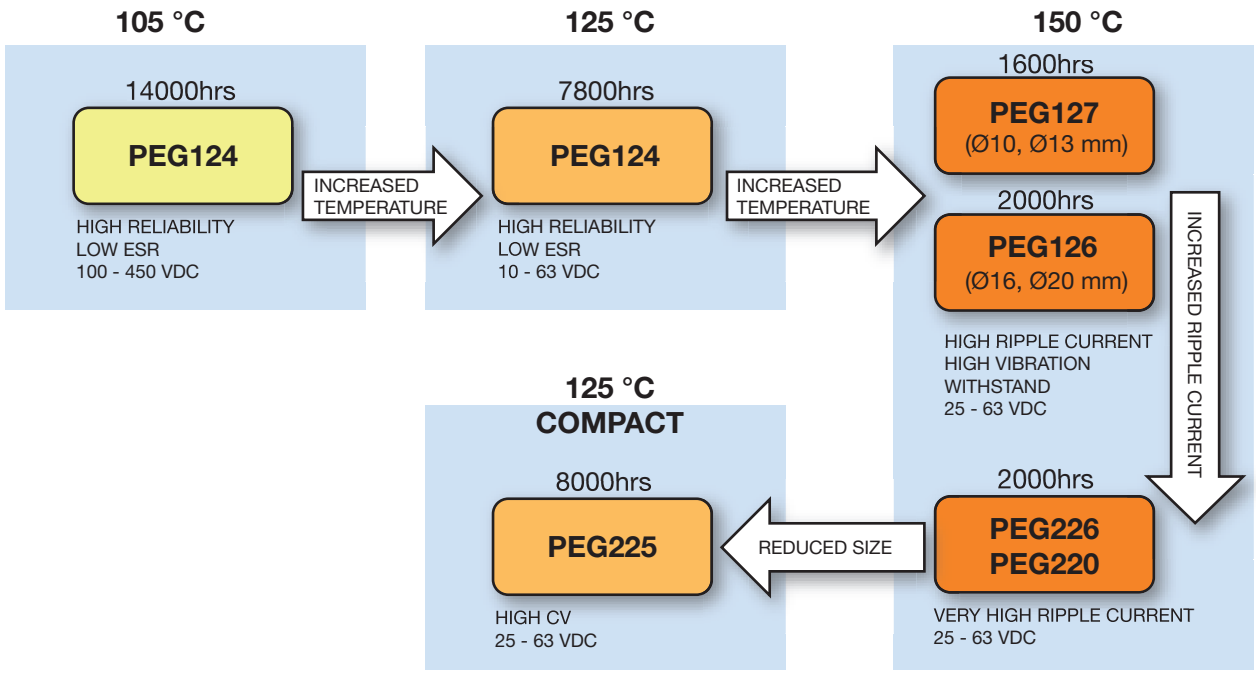 105 °C
14000hrs
PEG124
HIGH RELIABILITY
LOW ESR
100 - 450 VDC
INCREASED
TEMPERATURE
125 °C
7800hrs
PEG124
HIGH RELIABILITY
LOW ESR
10 - 63 VDC
INCREASED
TEMPERATURE
150 °C
1600hrs
PEG127
(Ø10, Ø13 mm)
2000hrs
PEG126
(Ø16, Ø20 mm)
HIGH RIPPLE CURRENT
HIGH VIBRATION
WITHSTAND
25 - 63 VDC
INCREASED RIPPLE CURRENT
2000hrs
PEG226
PEG220
VERY HIGH RIPPLE CURRENT
25 - 63 VDC
REDUCED SIZE
125 °C
COMPACT
8000hrs
PEG225
HIGH CV
25 - 63 VDC